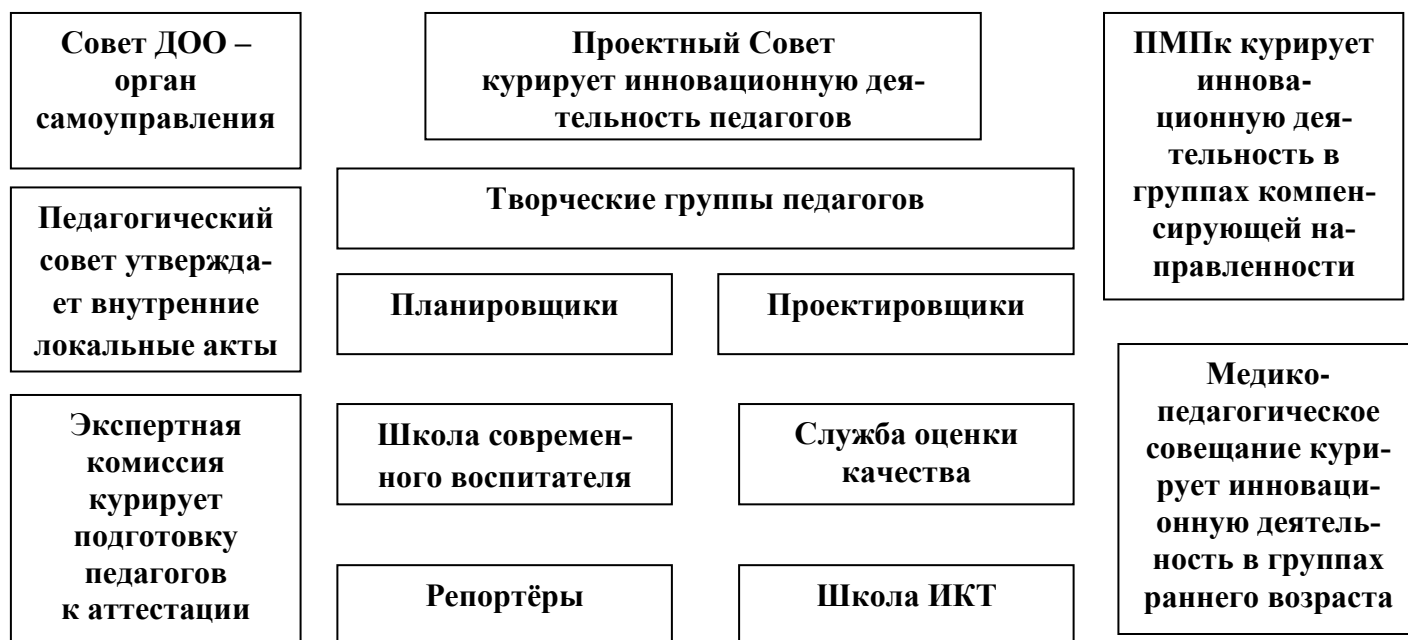 Совет ДОО –
орган
самоуправления
Педагогический
совет утвержда-
ет внутренние
локальные акты
Экспертная
комиссия
курирует
подготовку
педагогов
к аттестации
Проектный Совет
курирует инновационную дея-
тельность педагогов
Творческие группы педагогов
Планировщики
Проектировщики
Школа современ-
ного воспитателя
Служба оценки
качества
Репортёры
Школа ИКТ
ПМПк курирует
иннова-
ционную дея-
тельность в
группах компен-
сирующей на-
правленности
Медико-
педагогическое
совещание кури-
рует инноваци-
онную деятель-
ность в группах
раннего возраста